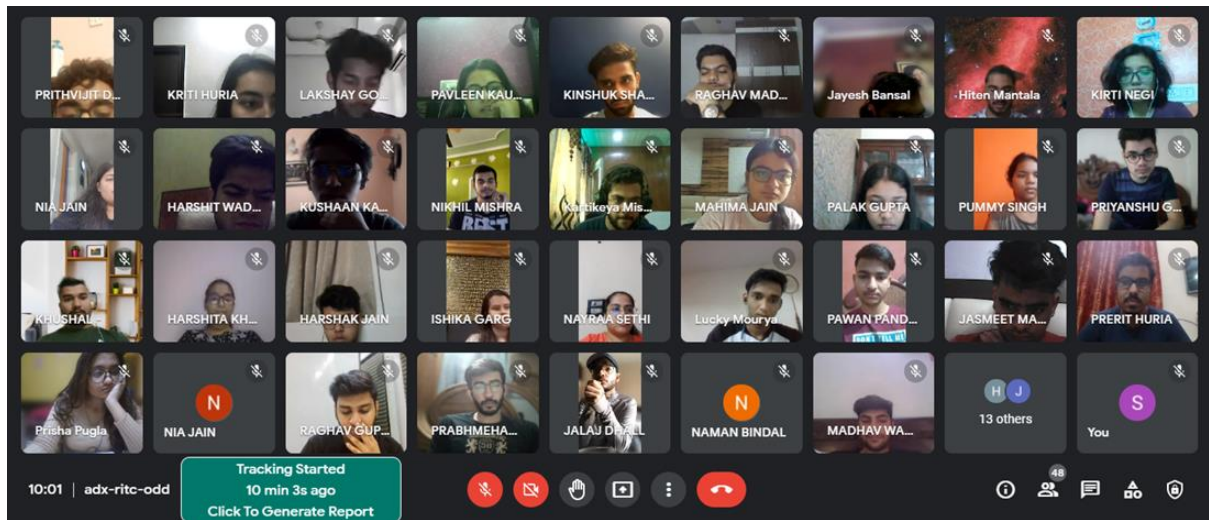 PRITHVIJIT D...
KRITI HURIA
LAKSHAY GO...
PAVLEEN KAU...
KINSHUK SHA...
RAGHAV MAD...
Jayesh Bansal
Hiten Mantala
KIRTI NEGI
NIA JAIN
HARSHIT WAD...
KUSHAAN KA...
NIKHIL MISHRA
Kartikeya Mis...
MAHIMA JAIN
PALAK GUPTA
PUMMY SINGH
PRIYANSHU G...
KHUSHAL -
HARSHITA KH...
HARSHAK JAIN
ISHIKA GARG
NAYRAA SETHI
Lucky Mourya
PAWAN PAND...
JASMEET MA...
PRERIT HURIA
Prisha Pugla
N
NIA JAIN
RAGHAV GUP...
PRABHMEHA...
JALAJ DHALL
N
NAMAN BINDAL
MADHAV WA...
H J
13 others
S
You
10:01 | adx-ritc-odd
Tracking Started
10 min 3s ago
Click To Generate Report
48